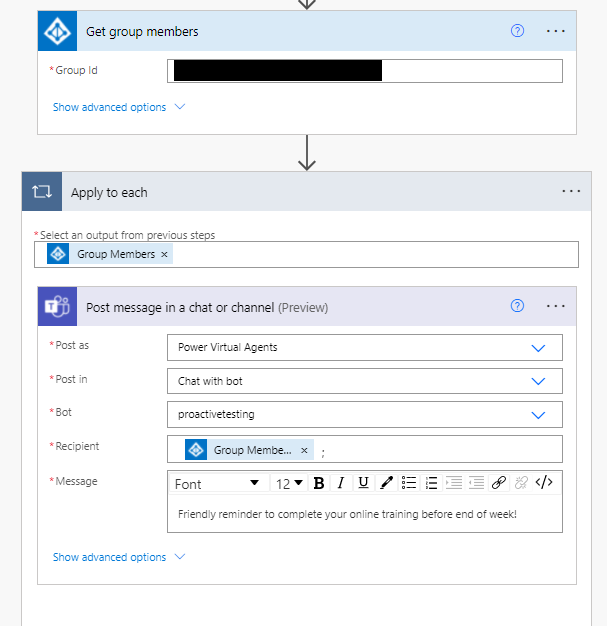 Get group members
* Group Id
Show advanced options
Apply to each
* Select an output from previous steps
Group Members ×
Post message in a chat or channel (Preview)
* Post as Power Virtual Agents
* Post in Chat with bot
* Bot proactivetesting
* Recipient Group Membe... × ;
* Message Font 12 B I U </>
Friendly reminder to complete your online training before end of week!
Show advanced options